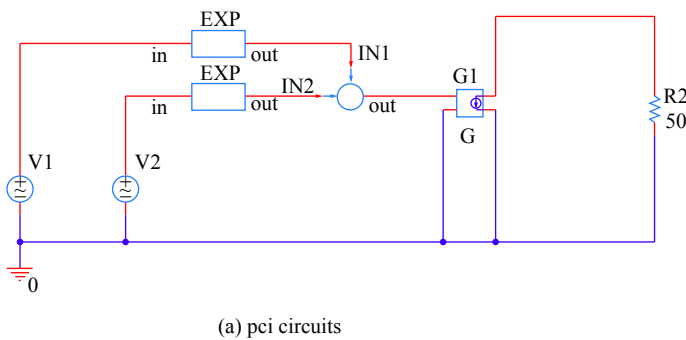 EXP
in
out
IN1
EXP
in
out
IN2
out
G1
G
R2
50
V1
V2
0
(a) pci circuits